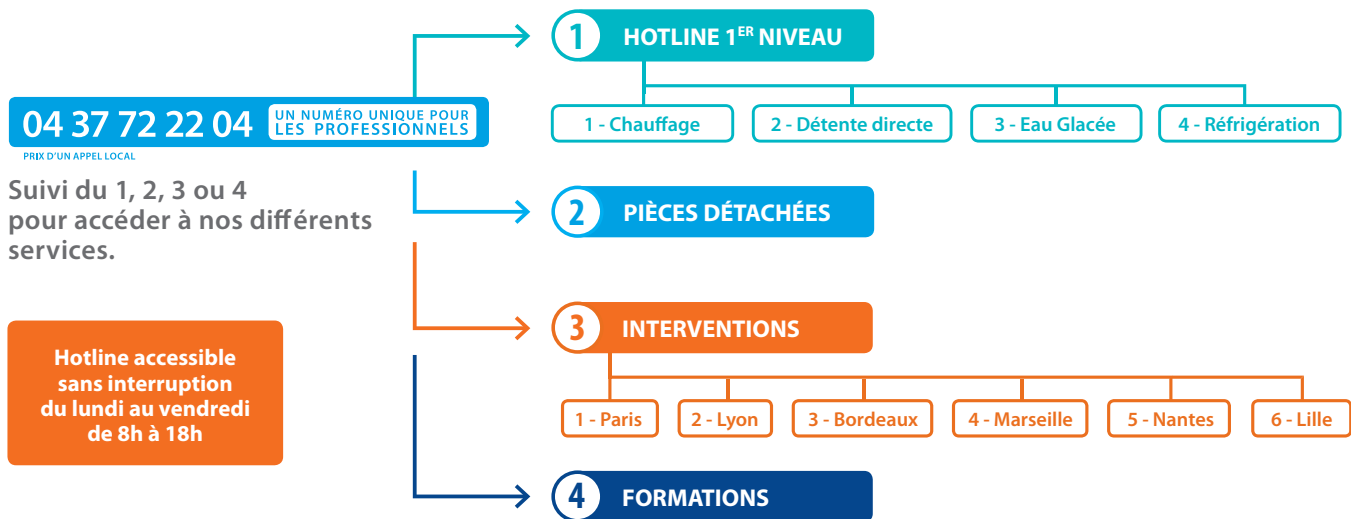 04 37 72 22 04
UN NUMÉRO UNIQUE POUR
LES PROFESSIONNELS
PRIX D'UN APPEL LOCAL
Suivi du 1, 2, 3 ou 4
pour accéder à nos différents
services.
Hotline accessible
sans interruption
du lundi au vendredi
de 8h à 18h
1 HOTLINE 1ER NIVEAU
1 - Chauffage
2 - Détente directe
3 - Eau Glacée
4 - Réfrigération
2 PIÈCES DÉTACHÉES
3 INTERVENTIONS
1 - Paris
2 - Lyon
3 - Bordeaux
4 - Marseille
5 - Nantes
6 - Lille
4 FORMATIONS